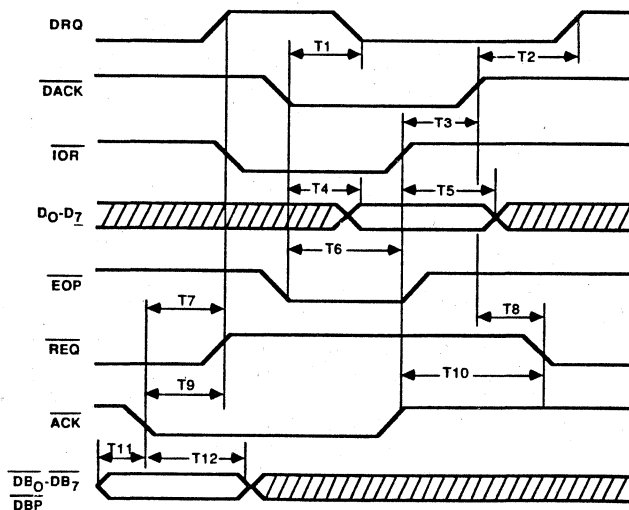 DRQ
T1
T2
DACK
T3
IOR
T4
T5
D0-D7
T6
EOP
T7
T8
REQ
T9
T10
ACK
T11
T12
DB0-DB7
DBP